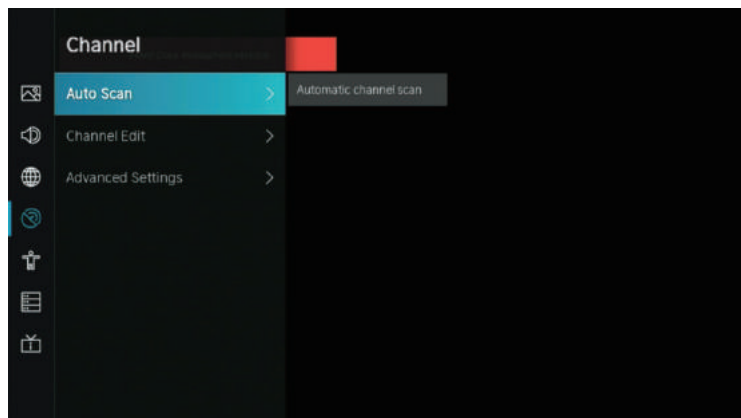 Channel
Auto Scan
Automatic channel scan
Channel Edit
Advanced Settings